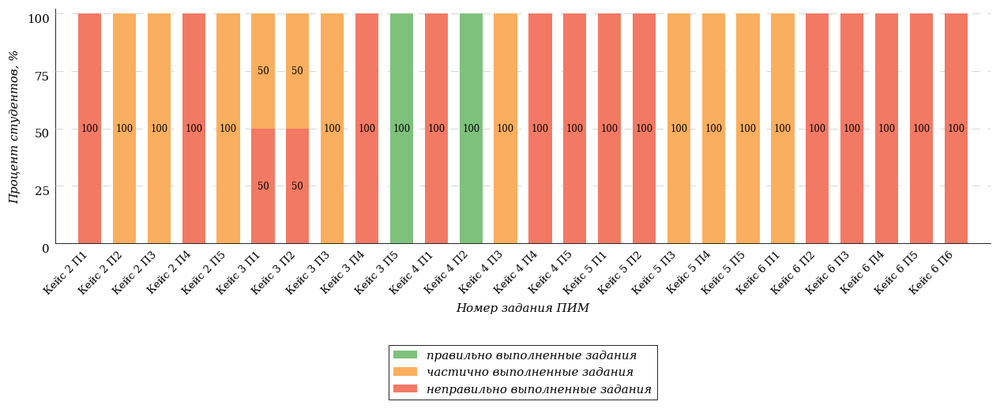 100
75
50
25
0
Процент студентов, %
50 50
100 100 100 100 100 100 100 100 100 100 100 100 100 100 100 100 100 100 100 100 100 100 100 100
50 50
Кейс 2 П1
Кейс 2 П2
Кейс 2 П3
Кейс 2 П4
Кейс 2 П5
Кейс 3 П1
Кейс 3 П2
Кейс 3 П3
Кейс 3 П4
Кейс 3 П5
Кейс 4 П1
Кейс 4 П2
Кейс 4 П3
Кейс 4 П4
Кейс 4 П5
Кейс 5 П1
Кейс 5 П2
Кейс 5 П3
Кейс 5 П4
Кейс 5 П5
Кейс 6 П1
Кейс 6 П2
Кейс 6 П3
Кейс 6 П4
Кейс 6 П5
Кейс 6 П6
Номер задания ПИМ
правильно выполненные задания
частично выполненные задания
неправильно выполненные задания